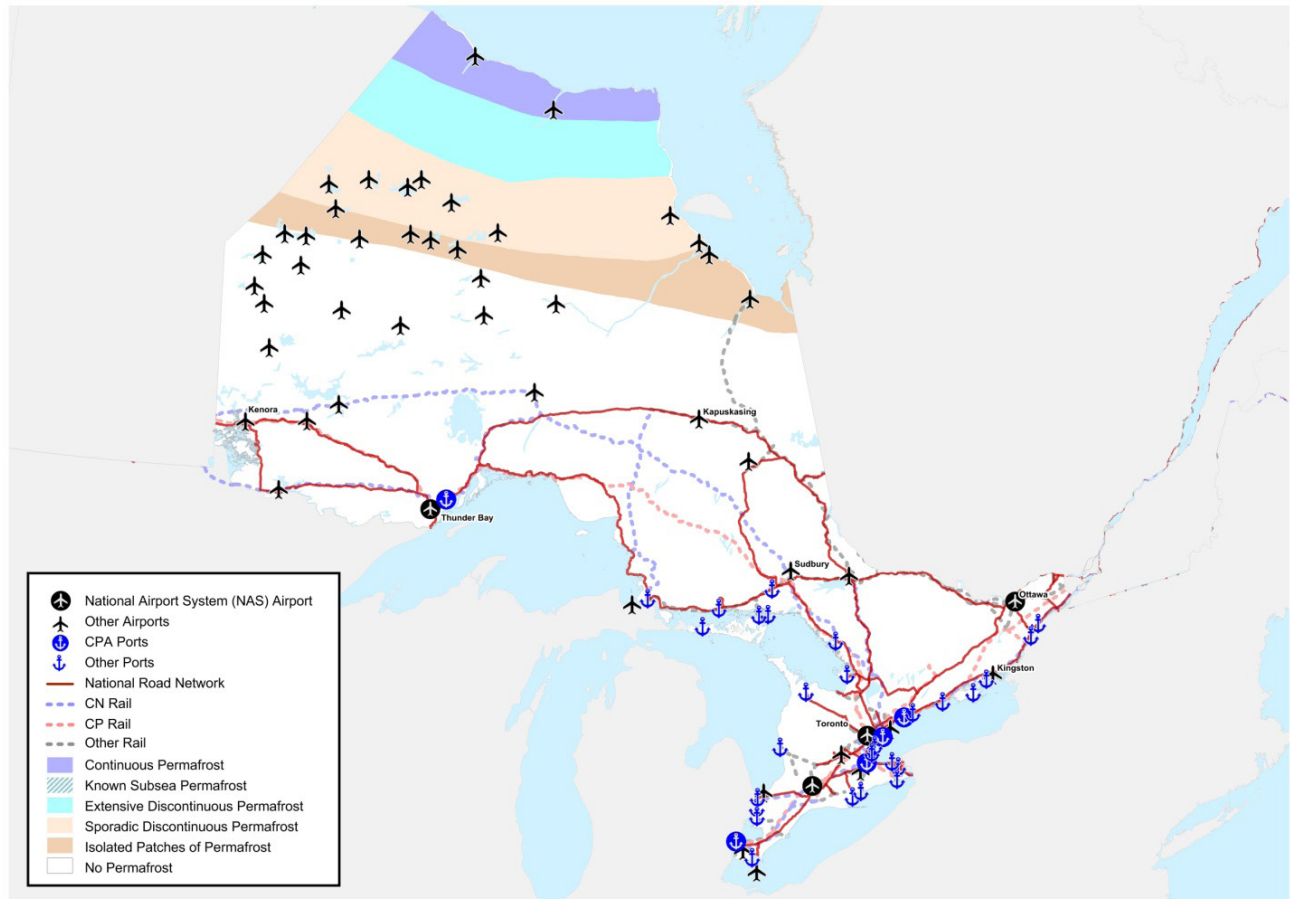 Kenora
Kapuskasing
Thunder Bay
Sudbury
Ottawa
Kingston
Toronto
National Airport System (NAS) Airport
Other Airports
CPA Ports
Other Ports
National Road Network
CN Rail
CP Rail
Other Rail
Continuous Permafrost
Known Subsea Permafrost
Extensive Discontinuous Permafrost
Sporadic Discontinuous Permafrost
Isolated Patches of Permafrost
No Permafrost